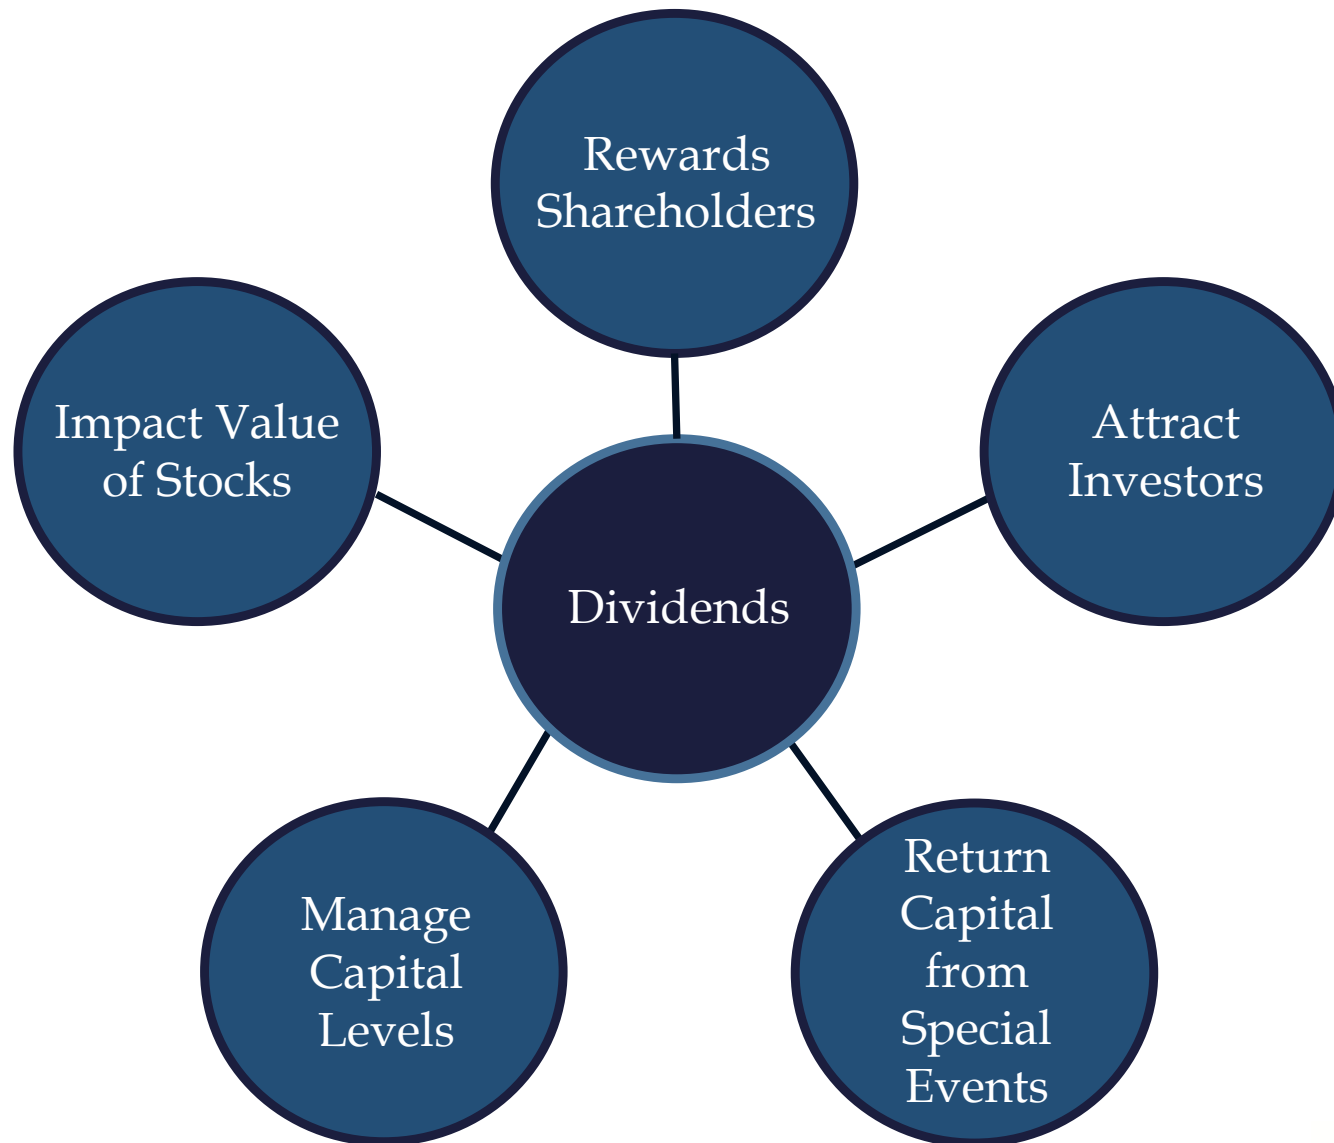 Rewards
Shareholders
Impact Value
of Stocks
Attract
Investors
Dividends
Manage
Capital
Levels
Return
Capital
from
Special
Events